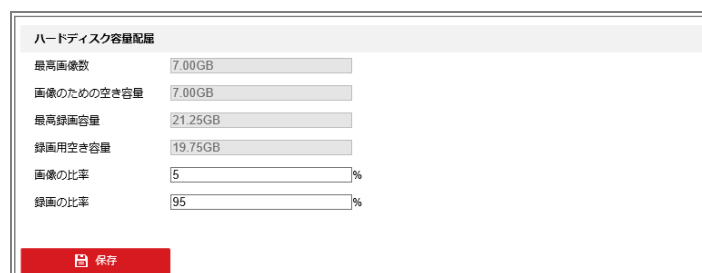 ハードディスク容量配属
最高画像数 7.00GB
画像のための空き容量 7.00GB
最高録画容量 21.25GB
録画用空き容量 19.75GB
画像の比率 5 %
録画の比率 95 %
保存